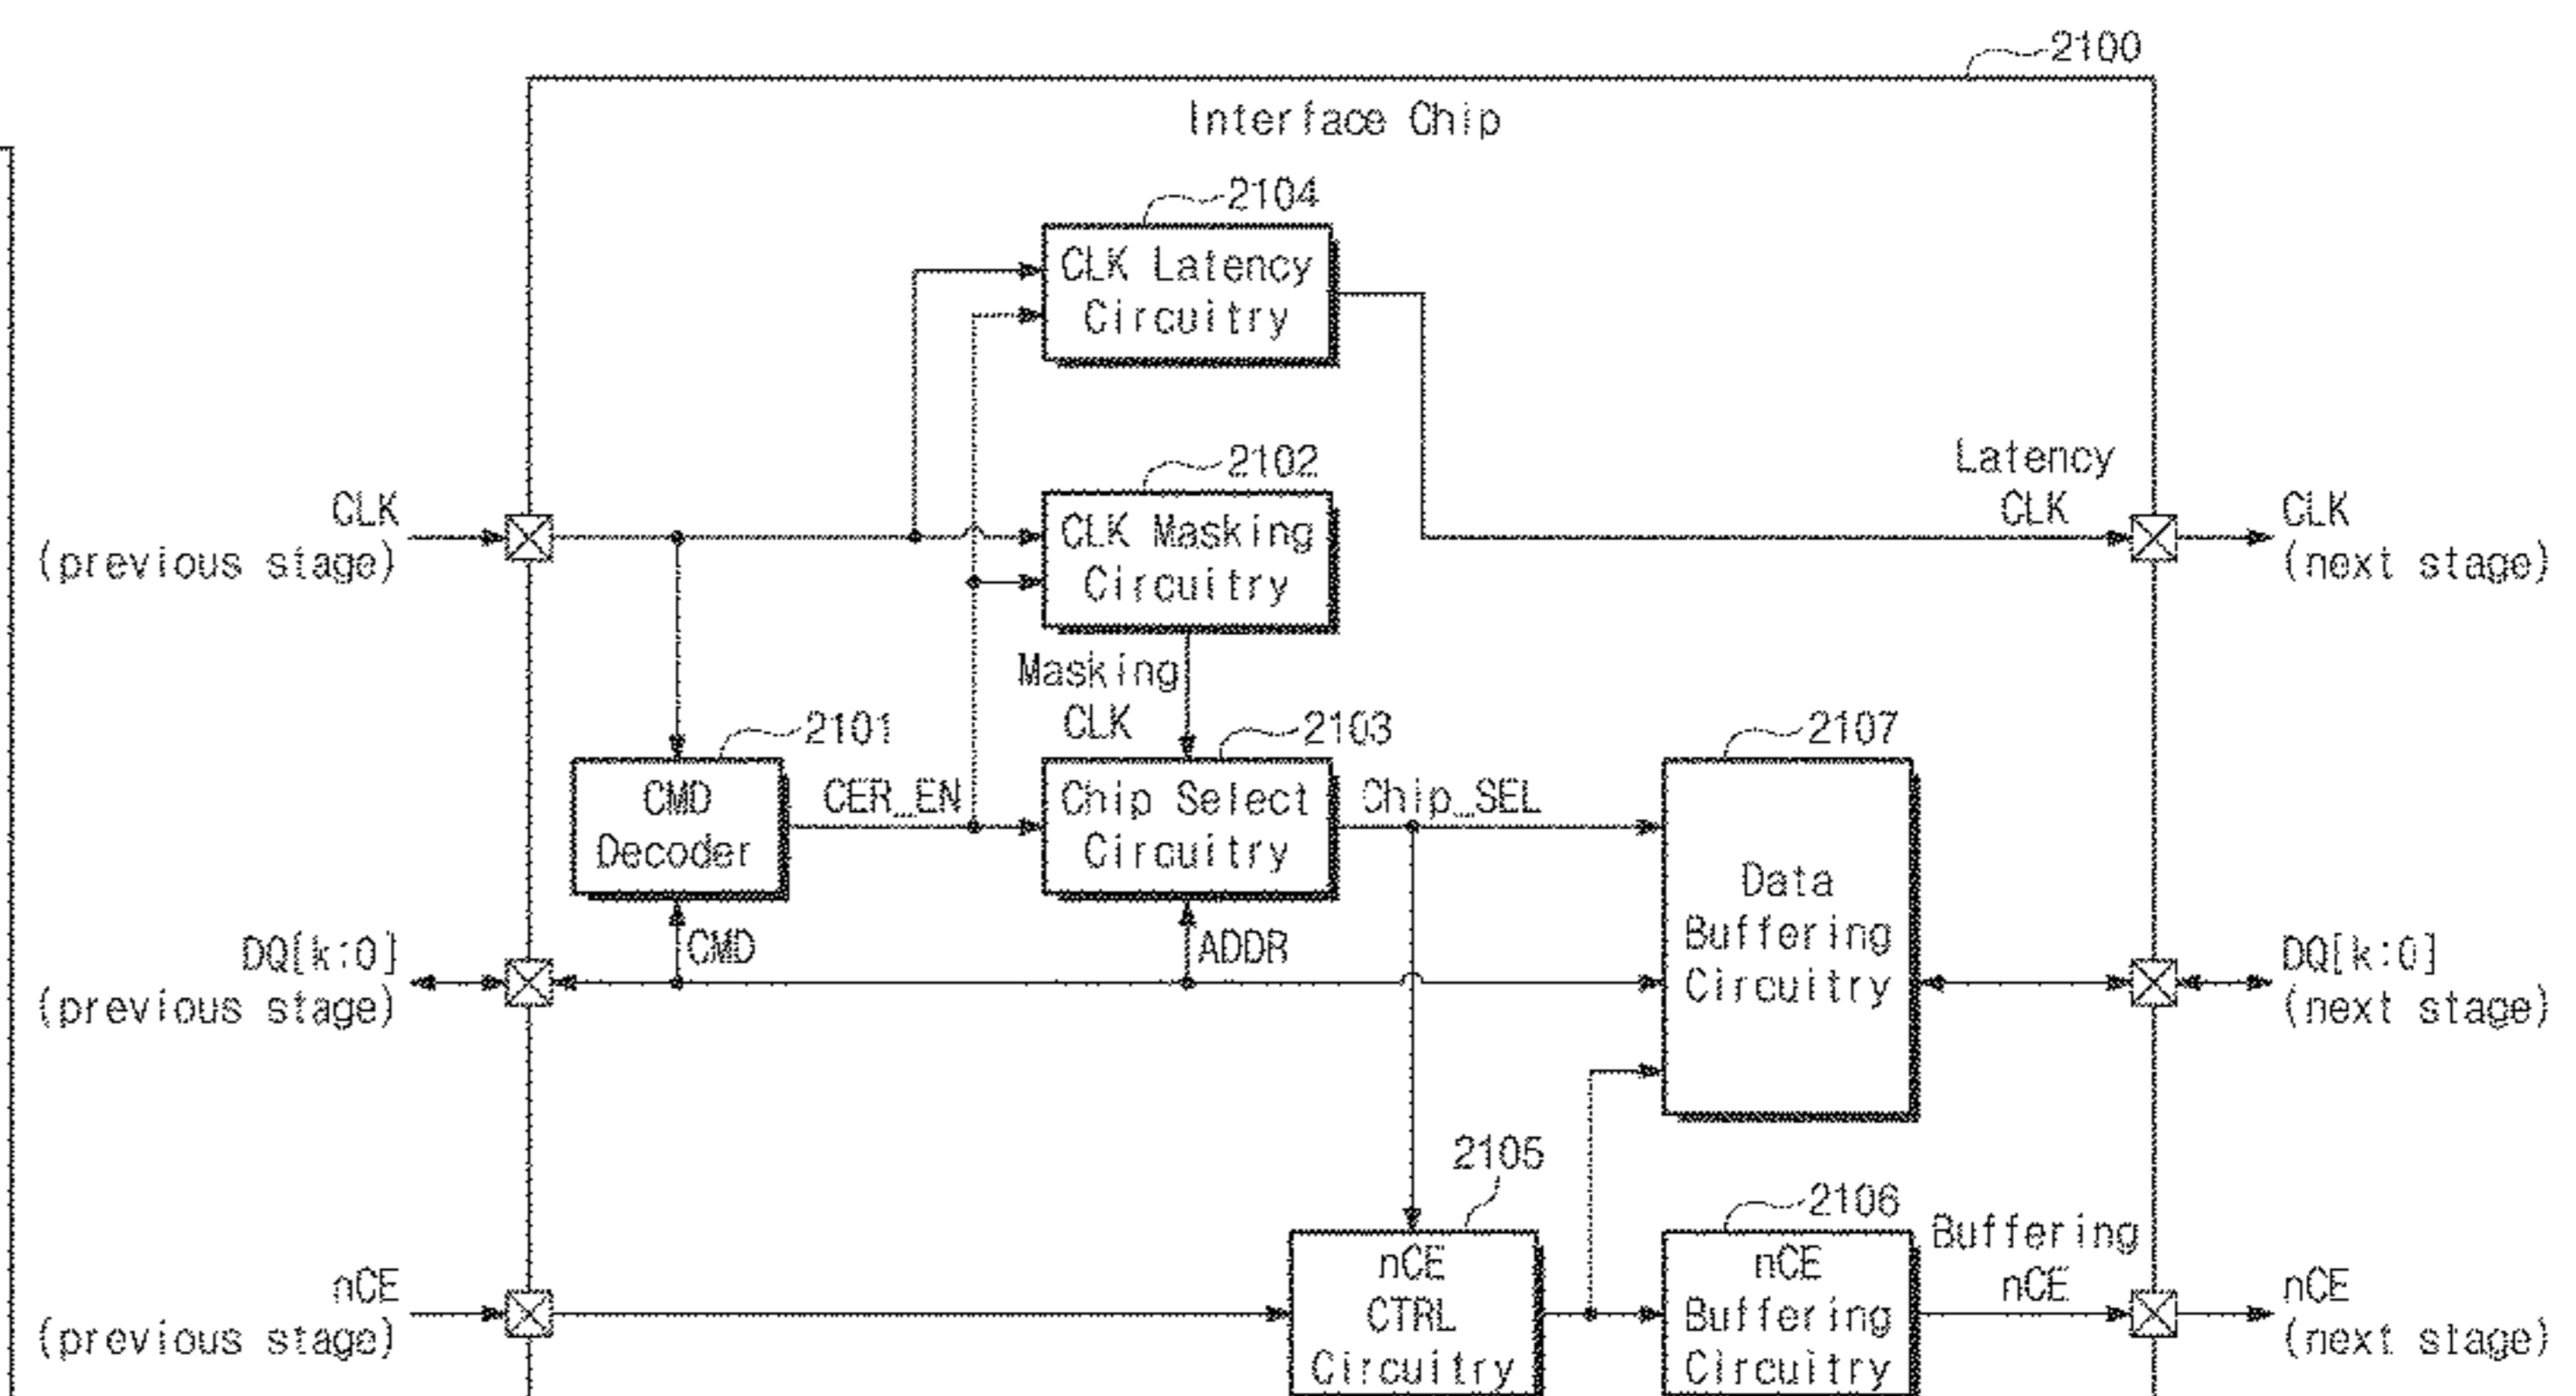 2100
Interface Chip
2104
CLK Latency
Circuitry
2102
CLK Masking
Circuitry
Latency
CLK
CLK
(previous stage)
CLK
(next stage)
Masking
CLK
2101
CMD
Decoder
CER_EN
2103
Chip Select
Circuitry
Chip_SEL
2107
Data
Buffering
Circuitry
CMD
ADDR
DQ[k:0]
(previous stage)
DQ[k:0]
(next stage)
2105
nCE
CTRL
Circuitry
2106
nCE
Buffering
Circuitry
Buffering
nCE
nCE
(previous stage)
nCE
(next stage)